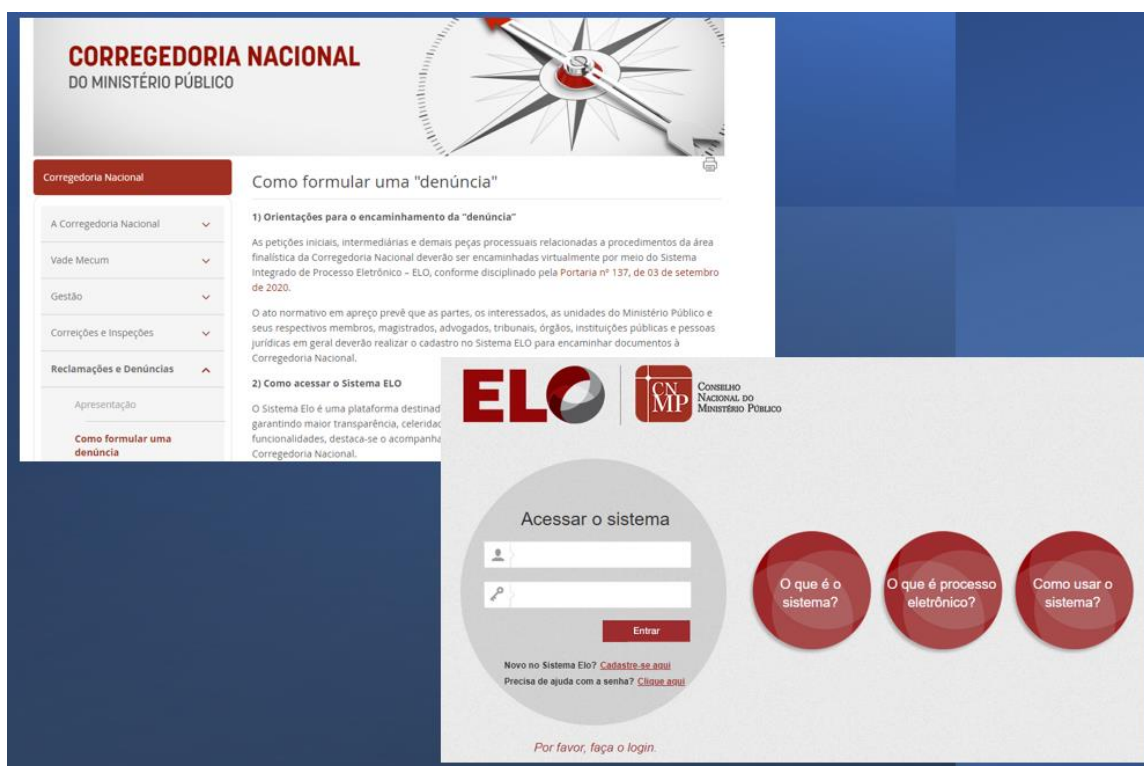 CORREGEDORIA NACIONAL
DO MINISTÉRIO PÚBLICO
Corregedoria Nacional
A Corregedoria Nacional
Vade Mecum
Gestão
Correições e Inspeções
Reclamações e Denúncias
Apresentação
Como formular uma
denúncia
Como formular uma "denúncia"
1) Orientações para o encaminhamento da "denúncia"
As petições iniciais, intermediárias e demais peças processuais relacionadas a procedimentos da área
finalística da Corregedoria Nacional deverão ser encaminhadas virtualmente por meio do Sistema
Integrado de Processo Eletrônico – ELO, conforme disciplinado pela Portaria nº 137, de 03 de setembro
de 2020.
O ato normativo em apreço prevê que as partes, os interessados, as unidades do Ministério Público e
seus respectivos membros, magistrados, advogados, tribunais, órgãos, instituições públicas e pessoas
jurídicas em geral deverão realizar o cadastro no Sistema ELO para encaminhar documentos à
Corregedoria Nacional.
2) Como acessar o Sistema ELO
O Sistema Elo é uma plataforma destinad
garantindo maior transparência, celeridad
funcionalidades, destaca-se o acompanha
Corregedoria Nacional.
ELO
CN
MP
Conselho
Nacional do
Ministério Público
Acessar o sistema
Entrar
Novo no Sistema Elo? Cadastre-se aqui
Precisa de ajuda com a senha? Clique aqui
Por favor, faça o login.
O que é o
sistema?
O que é processo
eletrônico?
Como usar o
sistema?